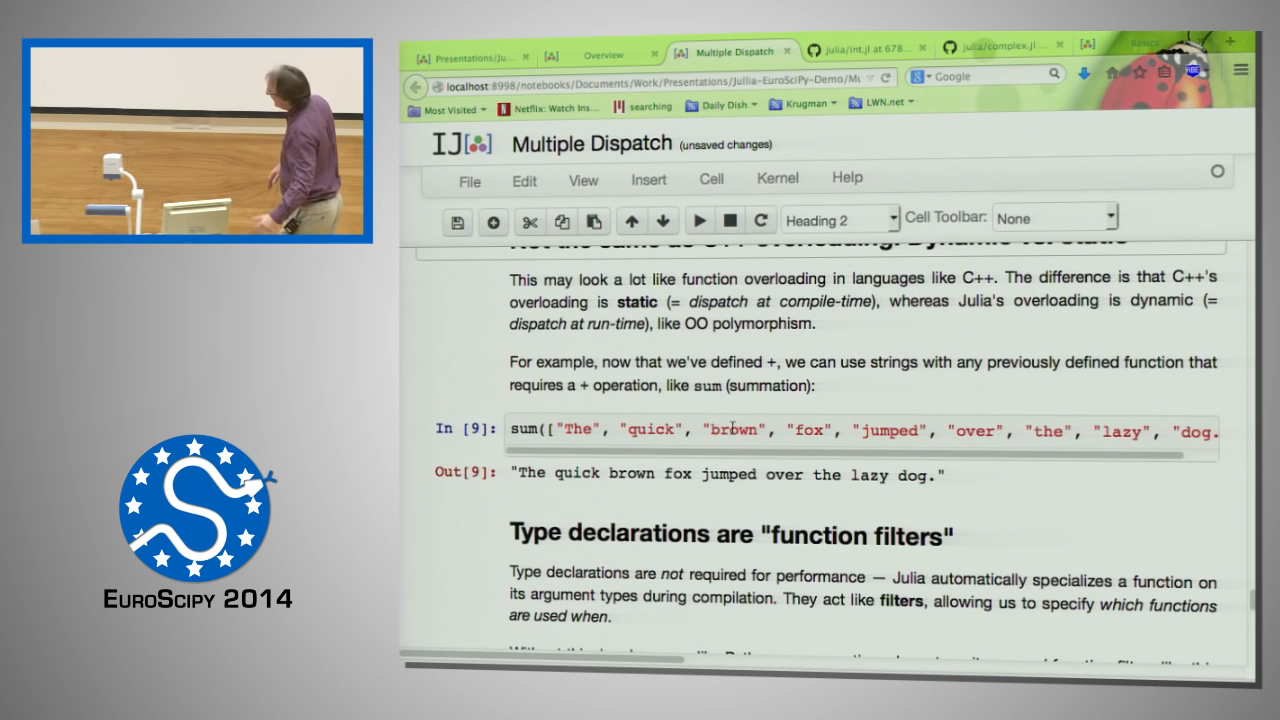 Presentations/Ju...
Overview
Multiple Dispatch
julia/int.jl at 678...
julia/complex.jl ...
Basics
localhost:8998/notebooks/Documents/Work/Presentations/Jullia-EuroSciPy-Demo/Mu
Google
ABE
Most Visited
Netflix: Watch Ins...
searching
Daily Dish
Krugman
LWN.net
IJ Multiple Dispatch (unsaved changes)
File Edit View Insert Cell Kernel Help
Heading 2 Cell Toolbar: None
This may look a lot like function overloading in languages like C++. The difference is that C++'s
overloading is static (= dispatch at compile-time), whereas Julia's overloading is dynamic (=
dispatch at run-time), like OO polymorphism.
For example, now that we've defined +, we can use strings with any previously defined function that
requires a + operation, like sum (summation):
In [9]: sum(["The", "quick", "brown", "fox", "jumped", "over", "the", "lazy", "dog.
Out[9]: "The quick brown fox jumped over the lazy dog."
Type declarations are "function filters"
Type declarations are not required for performance — Julia automatically specializes a function on
its argument types during compilation. They act like filters, allowing us to specify which functions
are used when.
EuroScipy 2014